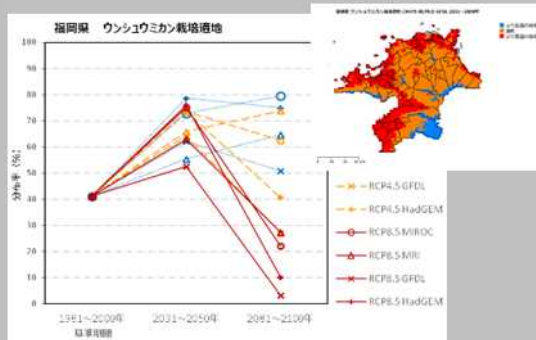 福岡県 ウンシュウミカン栽培適地
100
90
80
70
60
50
40
30
20
10
0
分布率（%）
1981～2000年
基準期間
2031～2050年
2081～2100年
適地
RCP4.5 GFDL
RCP4.5 HadGEM
RCP8.5 MIROC
RCP8.5 MRI
RCP8.5 GFDL
RCP8.5 HadGEM